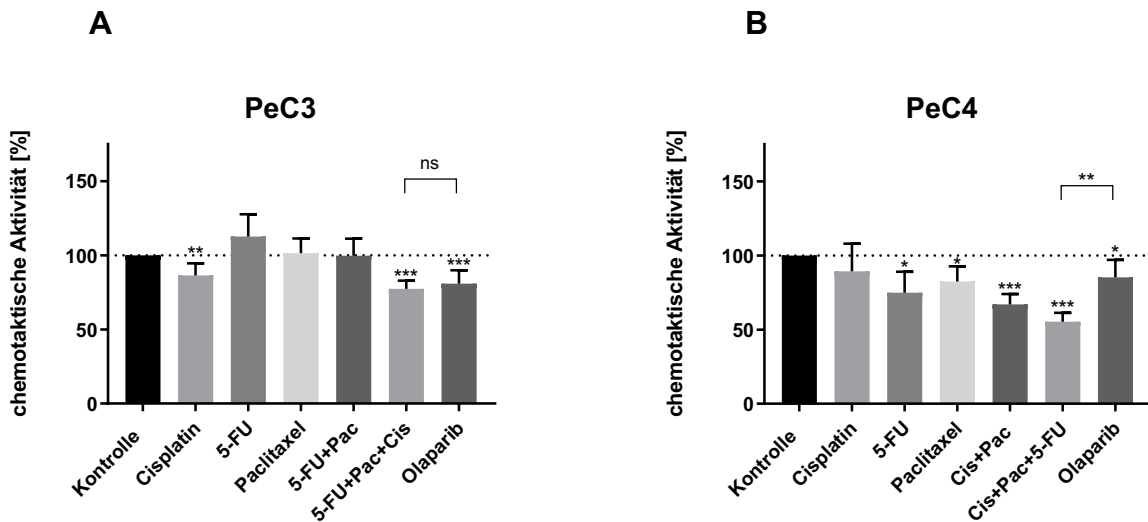 A
PeC3
chemotaktische Aktivität [%]
150
100
50
0
ns
**
***
***
Kontrolle
Cisplatin
5-FU
Paclitaxel
5-FU+Pac
5-FU+Pac+Cis
Olaparib
B
PeC4
chemotaktische Aktivität [%]
150
100
50
0
**
*
*
***
***
*
Kontrolle
Cisplatin
5-FU
Paclitaxel
Cis+Pac
Cis+Pac+5-FU
Olaparib